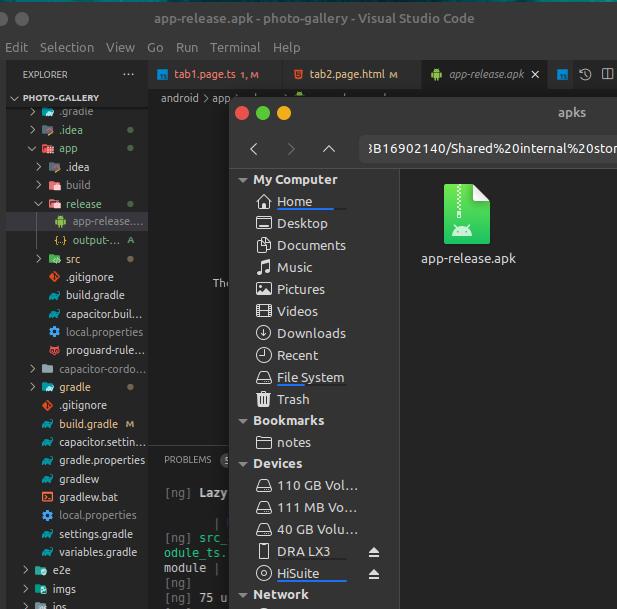 app-release.apk - photo-gallery - Visual Studio Code
Edit Selection View Go Run Terminal Help
EXPLORER ···
tab1.page.ts 1, M
tab2.page.html M
app-release.apk
PHOTO-GALLERY
android > app
.gradle
.idea
app
.idea
build
release
app-release....
output-... A
src
.gitignore
build.gradle
capacitor.buil...
local.properties
proguard-rule...
capacitor-cordo...
gradle
.gitignore
build.gradle M
capacitor.settin...
gradle.properties
gradlew
gradlew.bat
local.properties
settings.gradle
variables.gradle
e2e
imgs
ios
The
PROBLEMS 5
[ng] Lazy
|
[ng] src_
odule_ts.
module |
[ng]
[ng] 75 u
apks
3B16902140/Shared%20internal%20stor
My Computer
Home
Desktop
Documents
Music
Pictures
Videos
Downloads
Recent
File System
Trash
Bookmarks
notes
Devices
110 GB Vol...
111 MB Vo...
40 GB Volu...
DRA LX3
HiSuite
Network
app-release.apk